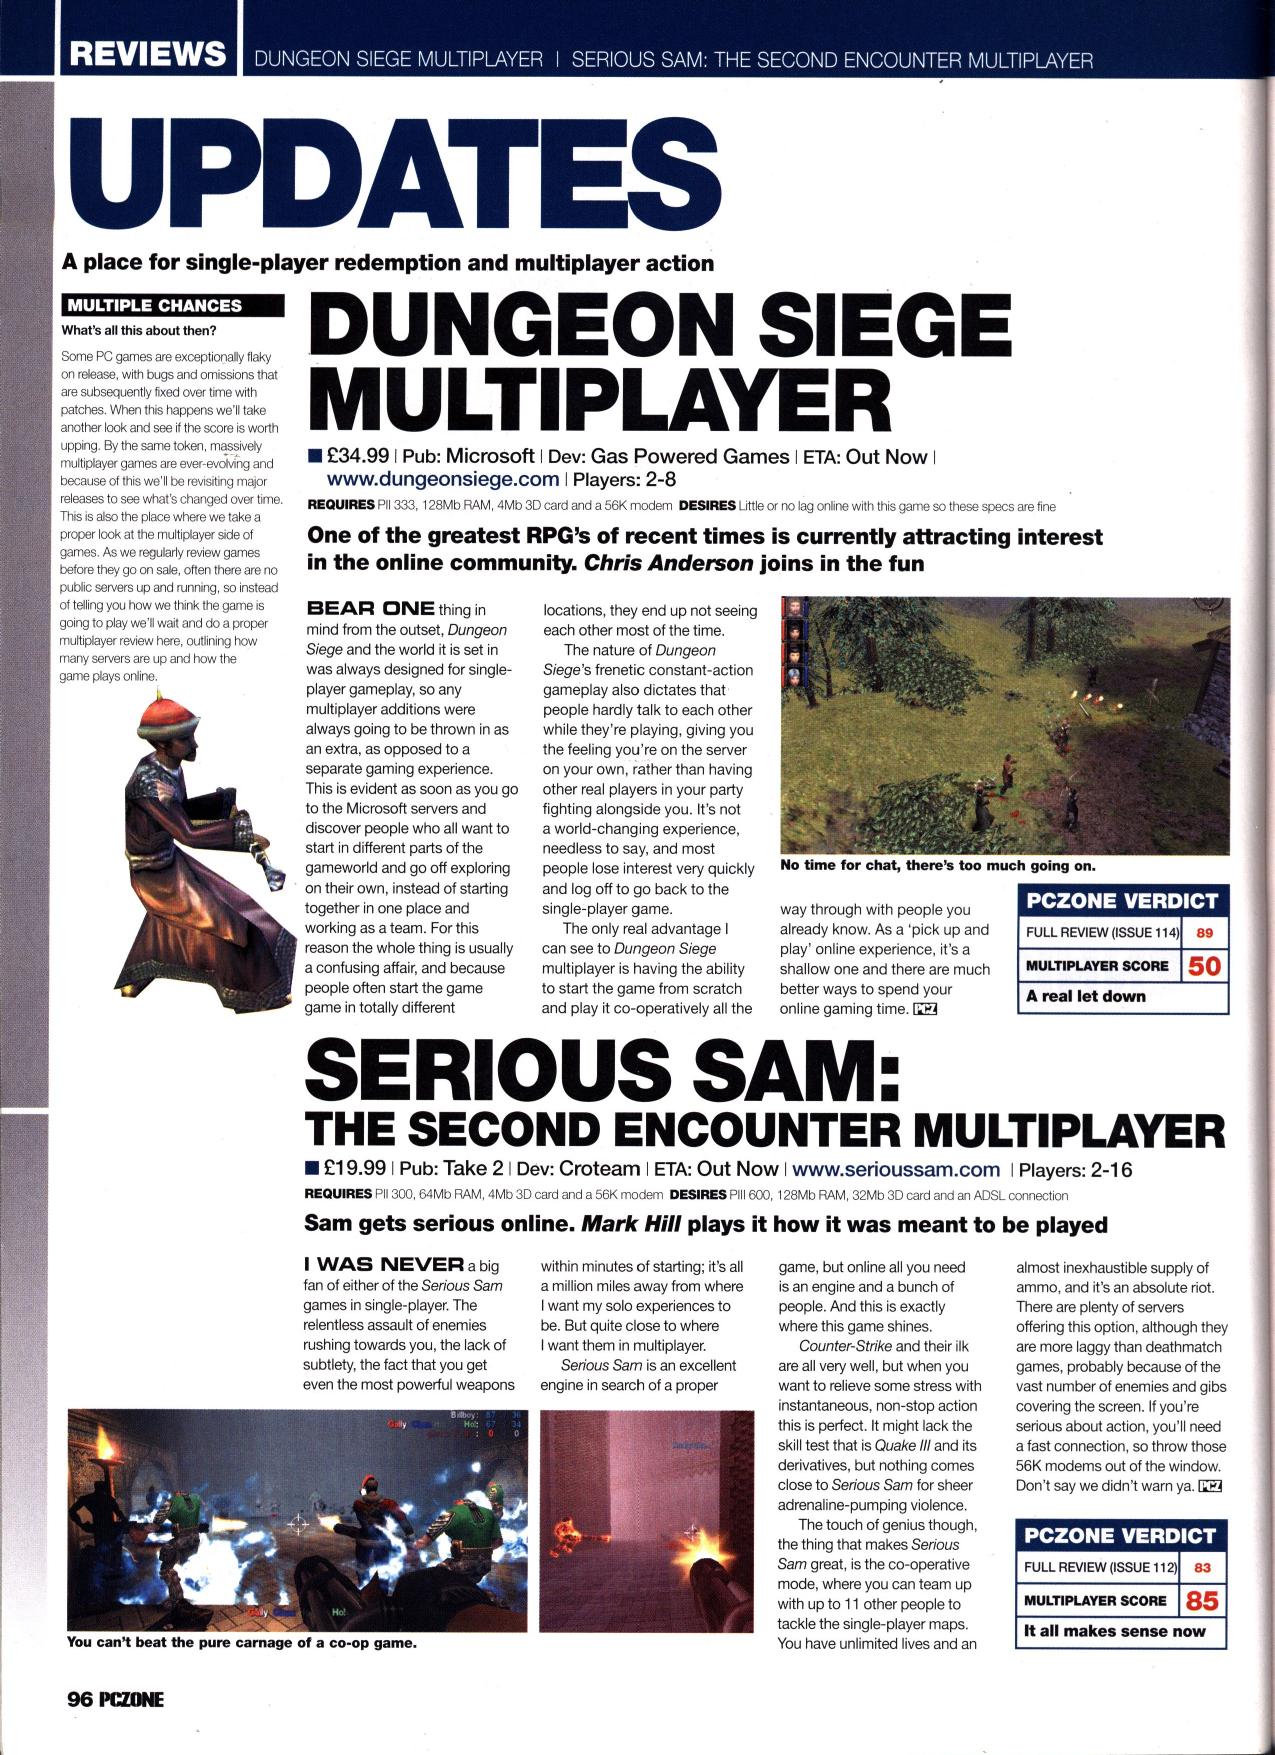 REVIEWS
DUNGEON SIEGE MULTIPLAYER | SERIOUS SAM: THE SECOND ENCOUNTER MULTIPLAYER
UPDATES
A place for single-player redemption and multiplayer action
MULTIPLE CHANCES
What's all this about then?
Some PC games are exceptionally flaky
on release, with bugs and omissions that
are subsequently fixed over time with
patches. When this happens we'll take
another look and see if the score is worth
upping. By the same token, massively
multiplayer games are ever-evolving and
because of this we'll be revisiting major
releases to see what's changed over time.
This is also the place where we take a
proper look at the multiplayer side of
games. As we regularly review games
before they go on sale, often there are no
public servers up and running, so instead
of telling you how we think the game is
going to play we'll wait and do a proper
multiplayer review here, outlining how
many servers are up and how the
game plays online.
DUNGEON SIEGE
MULTIPLAYER
£34.99 | Pub: Microsoft | Dev: Gas Powered Games | ETA: Out Now |
www.dungeonsiege.com | Players: 2-8
REQUIRES PII 333, 128Mb RAM, 4Mb 3D card and a 56K modem DESIRES Little or no lag online with this game so these specs are fine
One of the greatest RPG's of recent times is currently attracting interest
in the online community. Chris Anderson joins in the fun
BEAR ONE thing in
mind from the outset, Dungeon
Siege and the world it is set in
was always designed for single-
player gameplay, so any
multiplayer additions were
always going to be thrown in as
an extra, as opposed to a
separate gaming experience.
This is evident as soon as you go
to the Microsoft servers and
discover people who all want to
start in different parts of the
gameworld and go off exploring
on their own, instead of starting
together in one place and
working as a team. For this
reason the whole thing is usually
a confusing affair, and because
people often start the game
game in totally different
locations, they end up not seeing
each other most of the time.
The nature of Dungeon
Siege's frenetic constant-action
gameplay also dictates that
people hardly talk to each other
while they're playing, giving you
the feeling you're on the server
on your own, rather than having
other real players in your party
fighting alongside you. It's not
a world-changing experience,
needless to say, and most
people lose interest very quickly
and log off to go back to the
single-player game.
The only real advantage I
can see to Dungeon Siege
multiplayer is having the ability
to start the game from scratch
and play it co-operatively all the
No time for chat, there's too much going on.
way through with people you
already know. As a 'pick up and
play' online experience, it's a
shallow one and there are much
better ways to spend your
online gaming time. PCZ
PCZONE VERDICT
FULL REVIEW (ISSUE 114) 89
MULTIPLAYER SCORE 50
A real let down
SERIOUS SAM:
THE SECOND ENCOUNTER MULTIPLAYER
£19.99 | Pub: Take 2 | Dev: Croteam | ETA: Out Now | www.serioussam.com | Players: 2-16
REQUIRES PII 300, 64Mb RAM, 4Mb 3D card and a 56K modem DESIRES PIII 600, 128Mb RAM, 32Mb 3D card and an ADSL connection
Sam gets serious online. Mark Hill plays it how it was meant to be played
I WAS NEVER a big
fan of either of the Serious Sam
games in single-player. The
relentless assault of enemies
rushing towards you, the lack of
subtlety, the fact that you get
even the most powerful weapons
within minutes of starting; it's all
a million miles away from where
I want my solo experiences to
be. But quite close to where
I want them in multiplayer.
Serious Sam is an excellent
engine in search of a proper
game, but online all you need
is an engine and a bunch of
people. And this is exactly
where this game shines.
Counter-Strike and their ilk
are all very well, but when you
want to relieve some stress with
instantaneous, non-stop action
this is perfect. It might lack the
skill test that is Quake III and its
derivatives, but nothing comes
close to Serious Sam for sheer
adrenaline-pumping violence.
The touch of genius though,
the thing that makes Serious
Sam great, is the co-operative
mode, where you can team up
with up to 11 other people to
tackle the single-player maps.
You have unlimited lives and an
almost inexhaustible supply of
ammo, and it's an absolute riot.
There are plenty of servers
offering this option, although they
are more laggy than deathmatch
games, probably because of the
vast number of enemies and gibs
covering the screen. If you're
serious about action, you'll need
a fast connection, so throw those
56K modems out of the window.
Don't say we didn't warn ya. PCZ
Billboy: 87 36
Golly Ho!: 67 34
: 0 0
Golly
Ho!
You can't beat the pure carnage of a co-op game.
PCZONE VERDICT
FULL REVIEW (ISSUE 112) 83
MULTIPLAYER SCORE 85
It all makes sense now
96 PCZONE